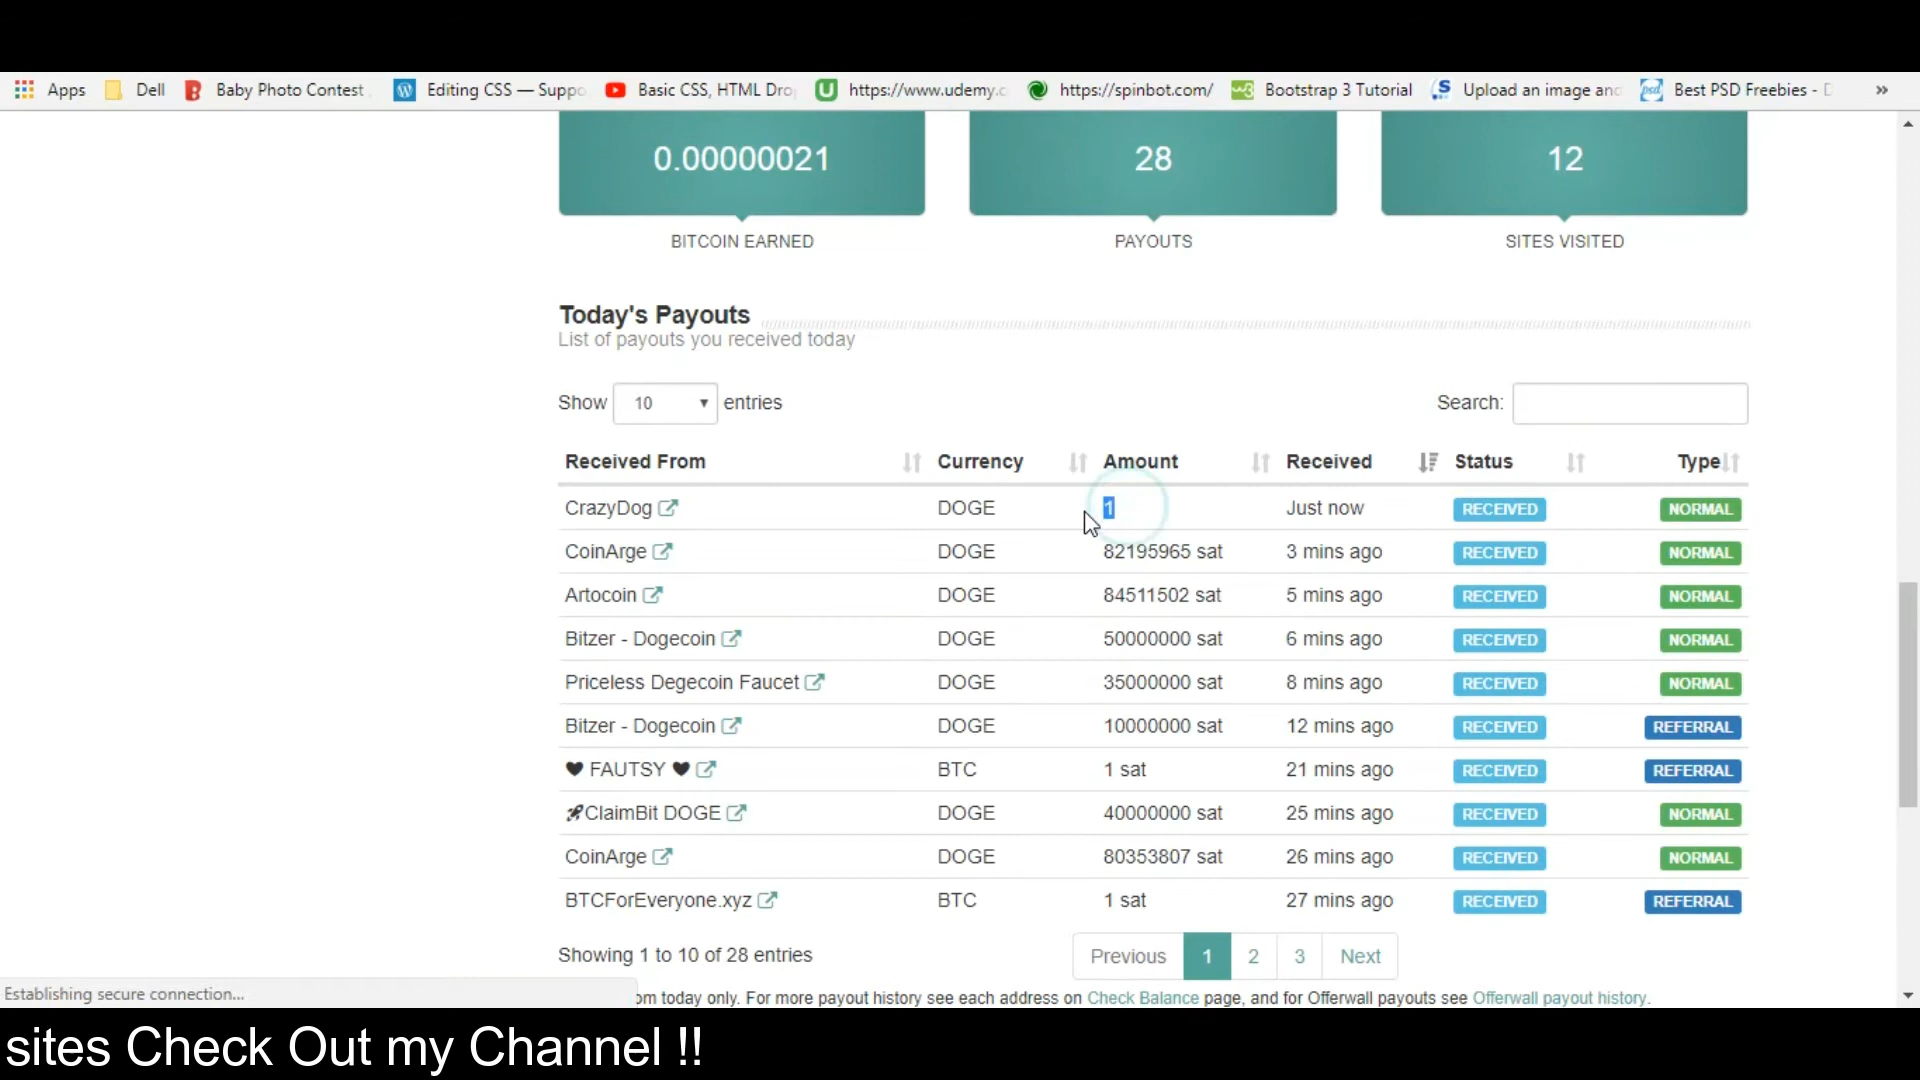 Apps Dell Baby Photo Contest Editing CSS — Suppo Basic CSS, HTML Dro https://www.udemy.c https://spinbot.com/ Bootstrap 3 Tutorial Upload an image and Best PSD Freebies - D »
0.00000021 28 12
BITCOIN EARNED PAYOUTS SITES VISITED
Today's Payouts
List of payouts you received today
Show 10 entries Search:
Received From Currency Amount Received Status Type
CrazyDog DOGE 1 Just now RECEIVED NORMAL
CoinArge DOGE 82195965 sat 3 mins ago RECEIVED NORMAL
Artocoin DOGE 84511502 sat 5 mins ago RECEIVED NORMAL
Bitzer - Dogecoin DOGE 50000000 sat 6 mins ago RECEIVED NORMAL
Priceless Degecoin Faucet DOGE 35000000 sat 8 mins ago RECEIVED NORMAL
Bitzer - Dogecoin DOGE 10000000 sat 12 mins ago RECEIVED REFERRAL
♥ FAUTSY ♥ BTC 1 sat 21 mins ago RECEIVED REFERRAL
ClaimBit DOGE DOGE 40000000 sat 25 mins ago RECEIVED NORMAL
CoinArge DOGE 80353807 sat 26 mins ago RECEIVED NORMAL
BTCForEveryone.xyz BTC 1 sat 27 mins ago RECEIVED REFERRAL
Showing 1 to 10 of 28 entries Previous 1 2 3 Next
Establishing secure connection... om today only. For more payout history see each address on Check Balance page, and for Offerwall payouts see Offerwall payout history.
sites Check Out my Channel !!